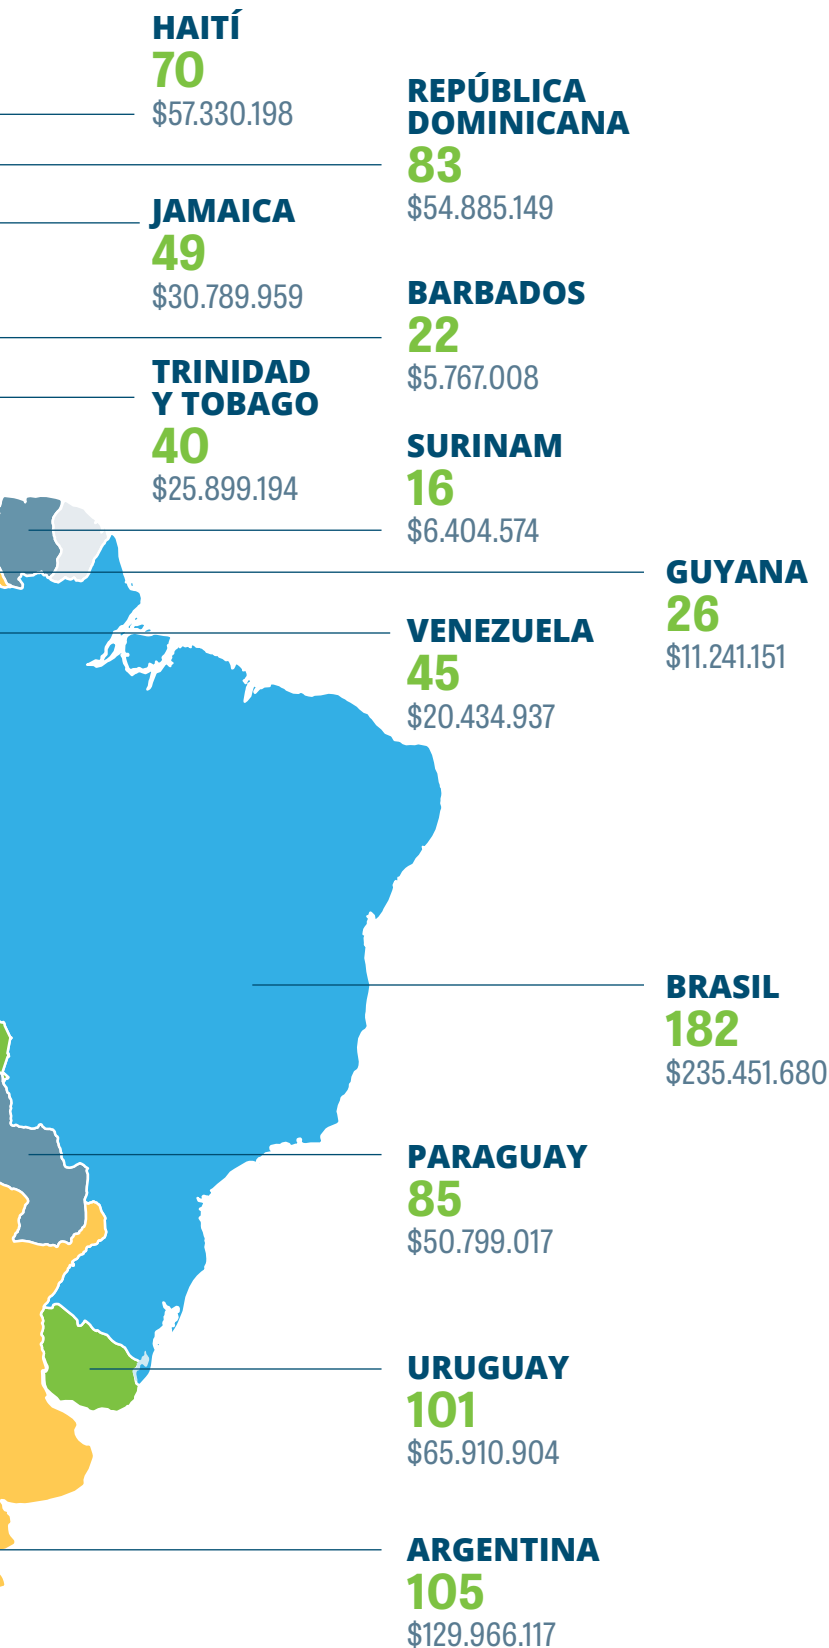 HAITÍ
70
$57.330.198
REPÚBLICA
DOMINICANA
83
$54.885.149
JAMAICA
49
$30.789.959
BARBADOS
22
$5.767.008
TRINIDAD
Y TOBAGO
40
$25.899.194
SURINAM
16
$6.404.574
GUYANA
26
$11.241.151
VENEZUELA
45
$20.434.937
BRASIL
182
$235.451.680
PARAGUAY
85
$50.799.017
URUGUAY
101
$65.910.904
ARGENTINA
105
$129.966.117